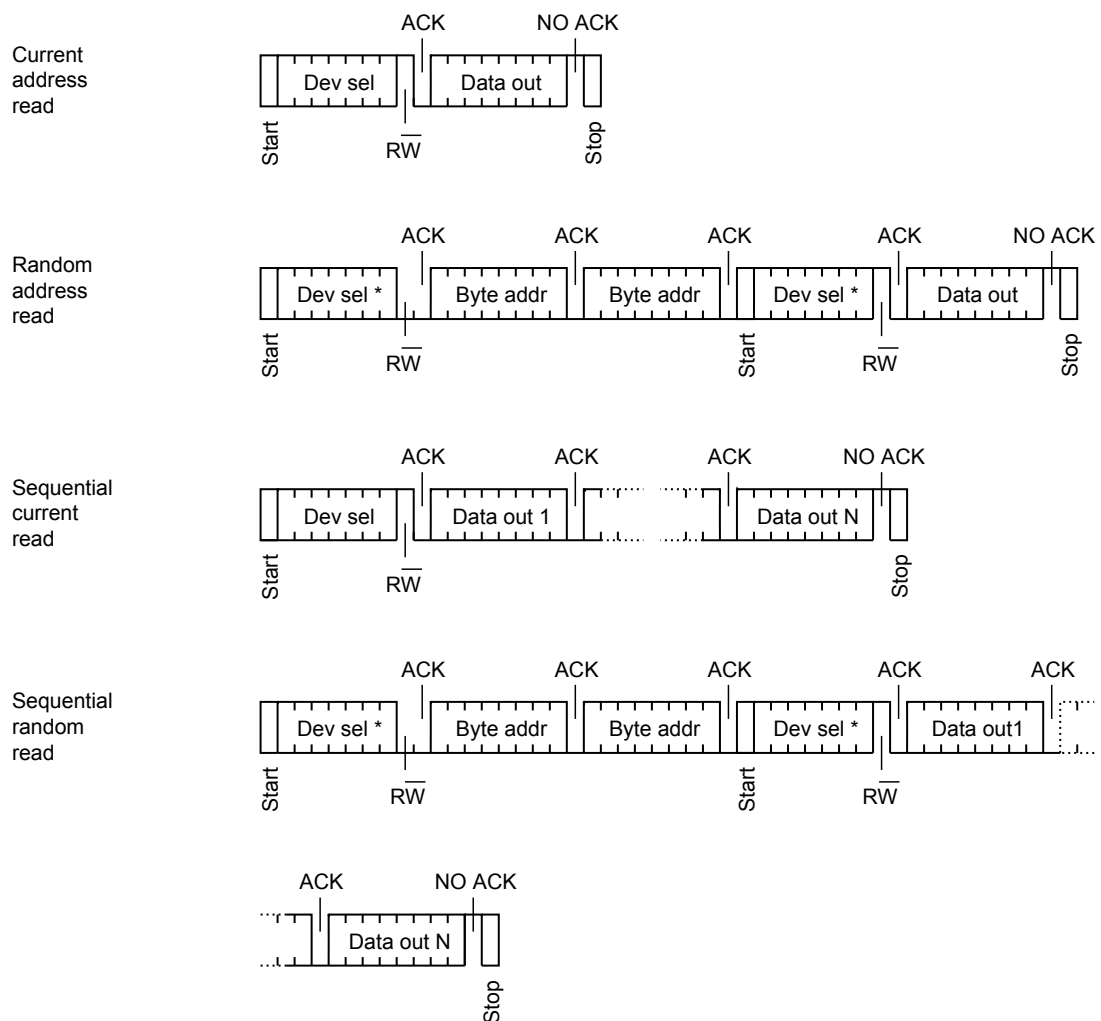 ACK NO ACK
Current
address
read
Dev sel Data out
Start RW̅ Stop
ACK ACK ACK ACK NO ACK
Random
address
read
Dev sel * Byte addr Byte addr Dev sel * Data out
Start RW̅ Start RW̅ Stop
ACK ACK ACK NO ACK
Sequential
current
read
Dev sel Data out 1 Data out N
Start RW̅ Stop
ACK ACK ACK ACK ACK
Sequential
random
read
Dev sel * Byte addr Byte addr Dev sel * Data out1
Start RW̅ Start RW̅
ACK NO ACK
Data out N
Stop